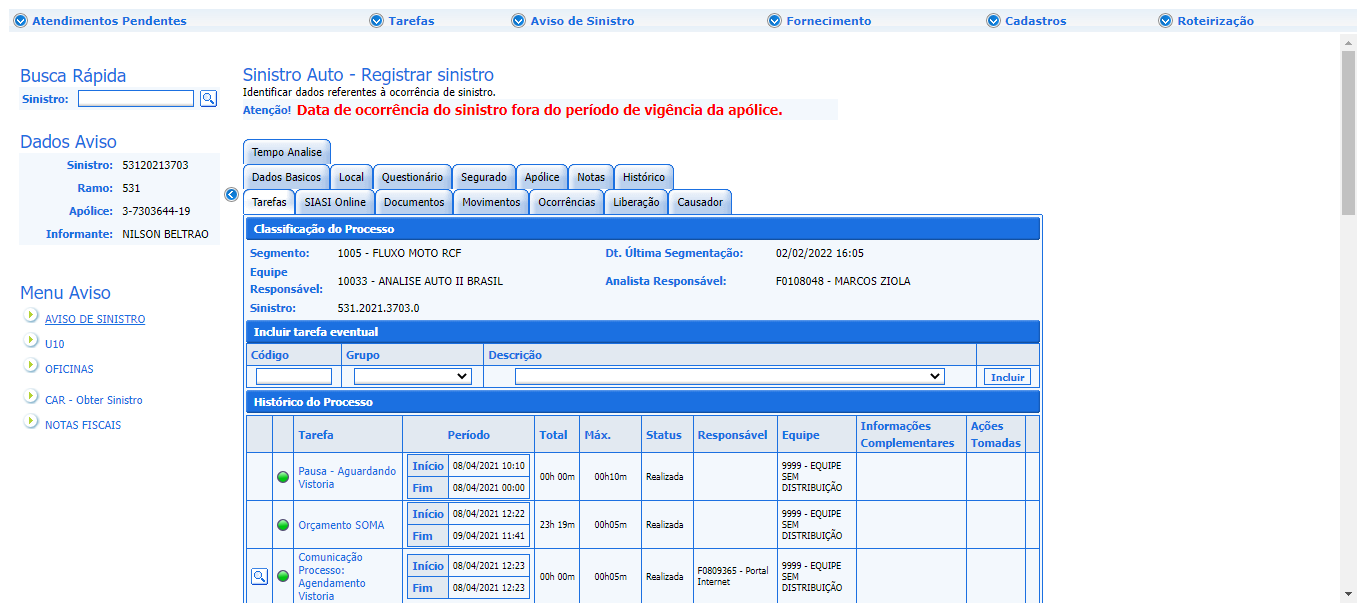 Atendimentos Pendentes Tarefas Aviso de Sinistro Fornecimento Cadastros Roteirização
Busca Rápida
Sinistro:
Dados Aviso
Sinistro: 53120213703
Ramo: 531
Apólice: 3-7303644-19
Informante: NILSON BELTRAO
Menu Aviso
AVISO DE SINISTRO
U10
OFICINAS
CAR - Obter Sinistro
NOTAS FISCAIS
Sinistro Auto - Registrar sinistro
Identificar dados referentes à ocorrência de sinistro.
Atenção! Data de ocorrência do sinistro fora do período de vigência da apólice.
Tempo Analise
Dados Basicos Local Questionário Segurado Apólice Notas Histórico
Tarefas SIASI Online Documentos Movimentos Ocorrências Liberação Causador
Classificação do Processo
Segmento: 1005 - FLUXO MOTO RCF Dt. Última Segmentação: 02/02/2022 16:05
Equipe
Responsável: 10033 - ANALISE AUTO II BRASIL Analista Responsável: F0108048 - MARCOS ZIOLA
Sinistro: 531.2021.3703.0
Incluir tarefa eventual
Código Grupo Descrição
Incluir
Histórico do Processo
Tarefa Período Total Máx. Status Responsável Equipe Informações Complementares Ações Tomadas
Pausa - Aguardando Vistoria Início 08/04/2021 10:10 Fim 08/04/2021 00:00 00h 00m 00h10m Realizada 9999 - EQUIPE SEM DISTRIBUIÇÃO
Orçamento SOMA Início 08/04/2021 12:22 Fim 09/04/2021 11:41 23h 19m 00h05m Realizada 9999 - EQUIPE SEM DISTRIBUIÇÃO
Comunicação Processo: Agendamento Vistoria Início 08/04/2021 12:23 Fim 08/04/2021 12:23 00h 00m 00h05m Realizada F0809365 - Portal Internet 9999 - EQUIPE SEM DISTRIBUIÇÃO